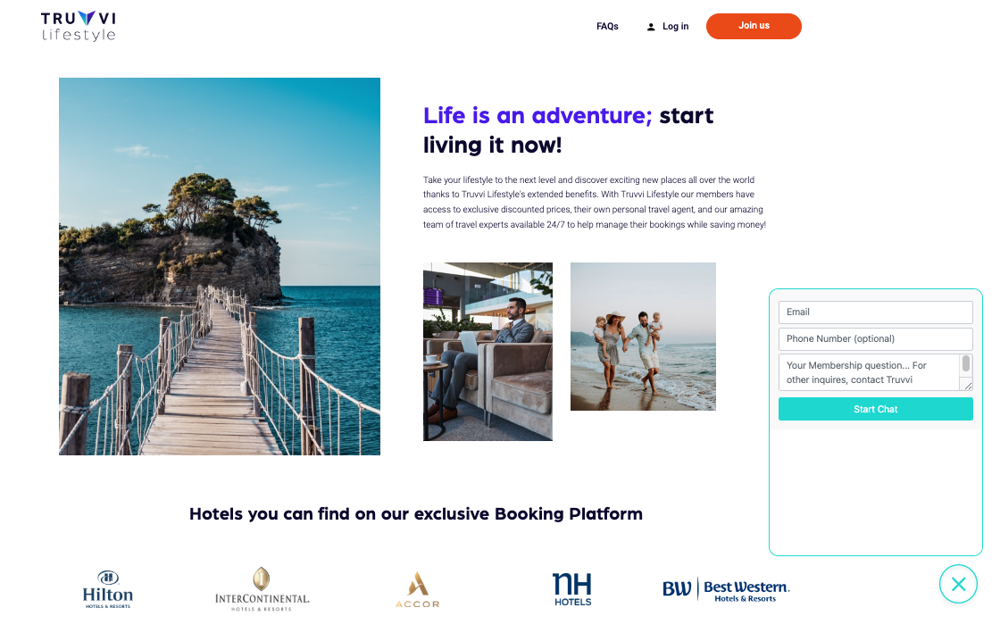 TRUVVI
lifestyle
FAQs
Log in
Join us
Life is an adventure; start
living it now!
Take your lifestyle to the next level and discover exciting new places all over the world
thanks to Truvvi Lifestyle's extended benefits. With Truvvi Lifestyle our members have
access to exclusive discounted prices, their own personal travel agent, and our amazing
team of travel experts available 24/7 to help manage their bookings while saving money!
Email
Phone Number (optional)
Your Membership question... For
other inquires, contact Truvvi
Start Chat
Hotels you can find on our exclusive Booking Platform
Hilton
HOTELS & RESORTS
INTERCONTINENTAL
HOTELS & RESORTS
ACCOR
nH
HOTELS
BW Best Western.
Hotels & Resorts